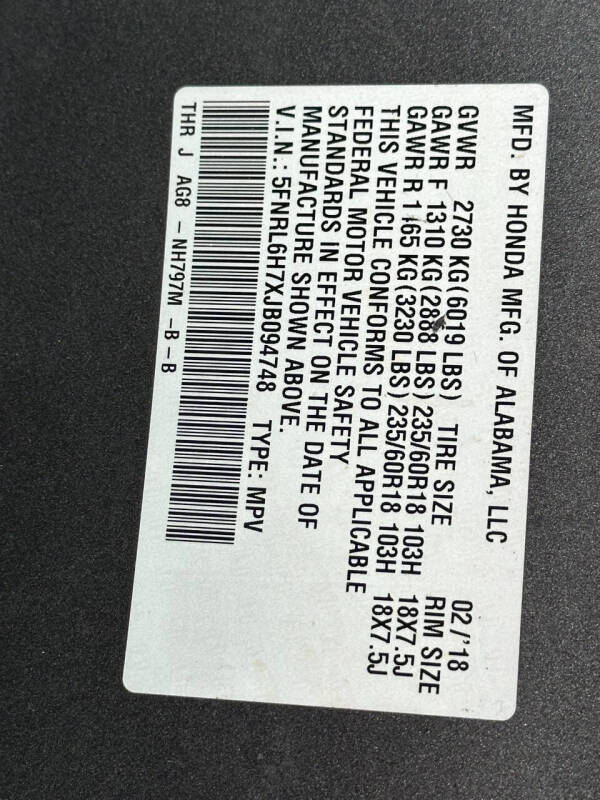 MFD. BY HONDA MFG. OF ALABAMA, LLC
02/'18
GVWR 2730 KG(6019 LBS) TIRE SIZE RIM SIZE
GAWR F 1310 KG(2888 LBS) 235/60R18 103H 18X7.5J
GAWR R 1465 KG(3230 LBS) 235/60R18 103H 18X7.5J
THIS VEHICLE CONFORMS TO ALL APPLICABLE
FEDERAL MOTOR VEHICLE SAFETY
STANDARDS IN EFFECT ON THE DATE OF
MANUFACTURE SHOWN ABOVE.
V.I.N.: 5FNRL6H7XJB094748 TYPE: MPV
THR J AG8 - NH797M -B-B